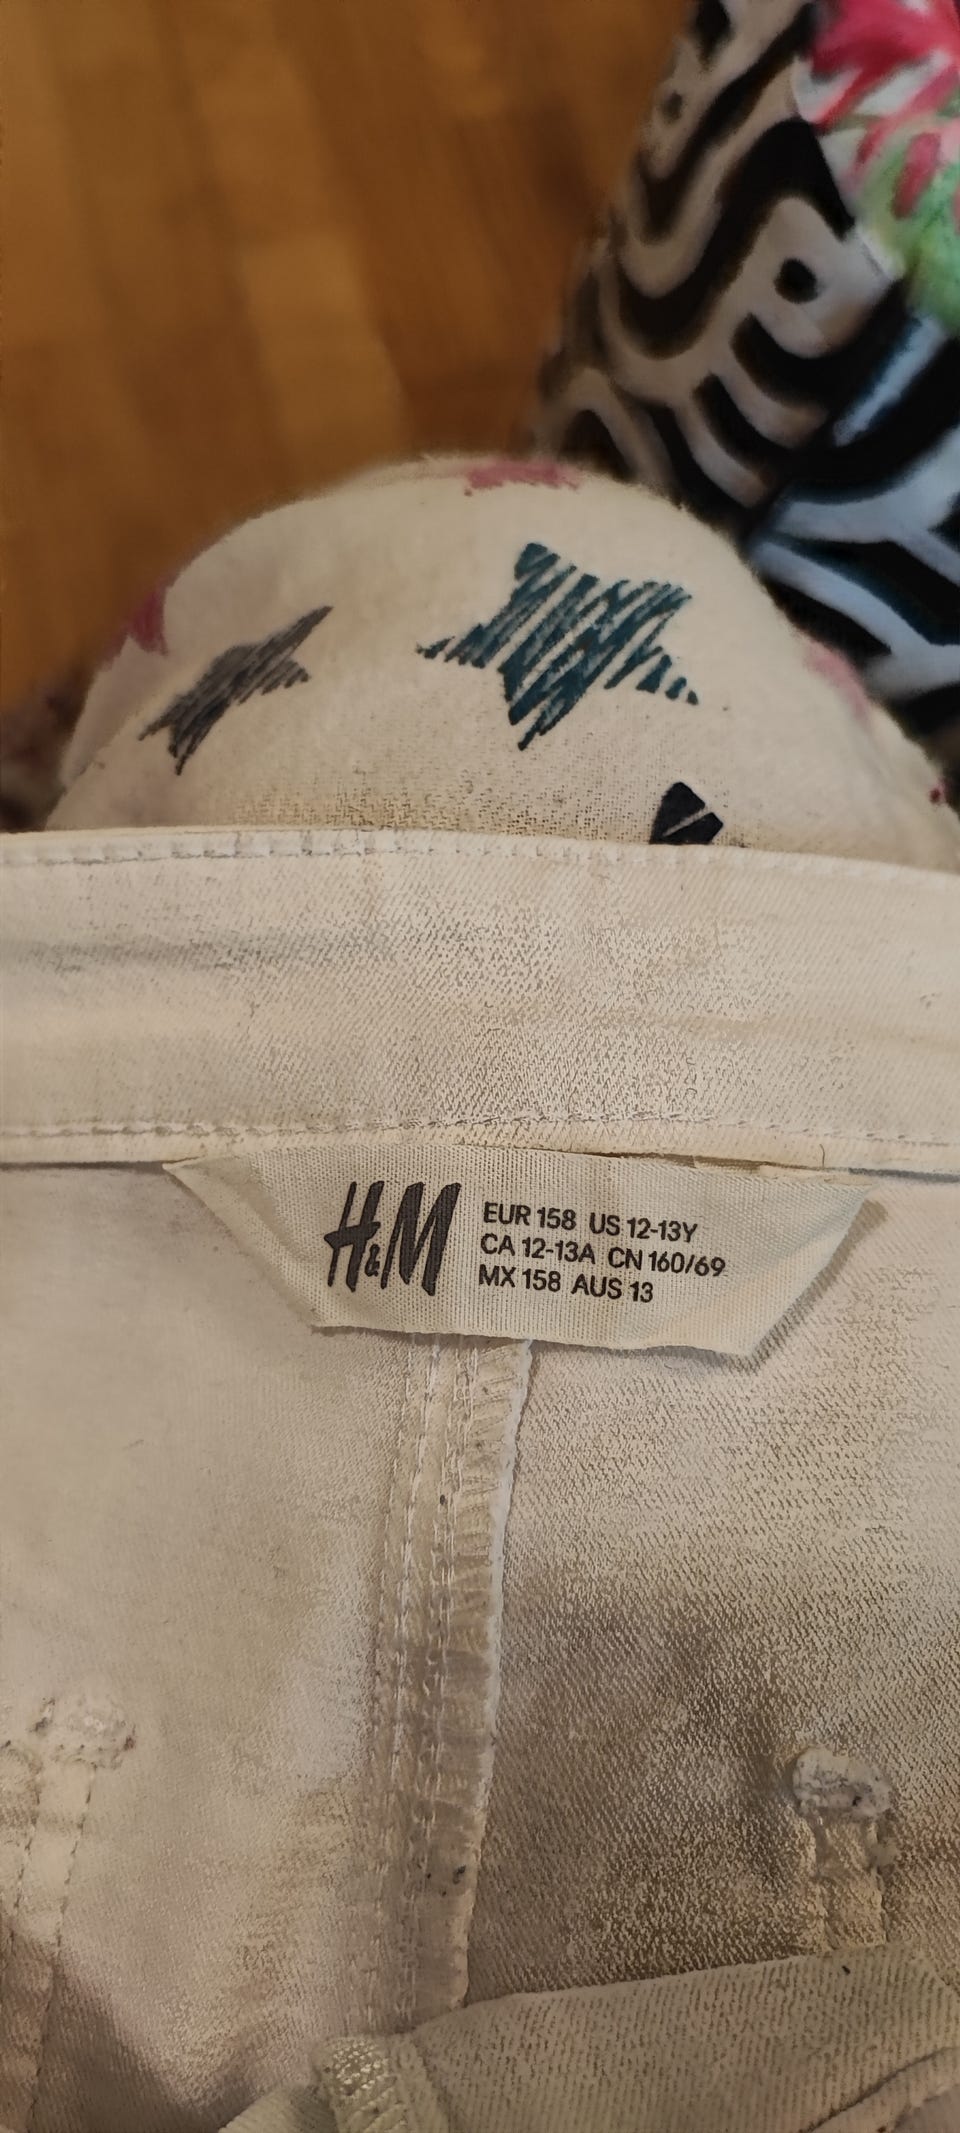 H&M
EUR 158 US 12-13Y
CA 12-13A CN 160/69
MX 158 AUS 13